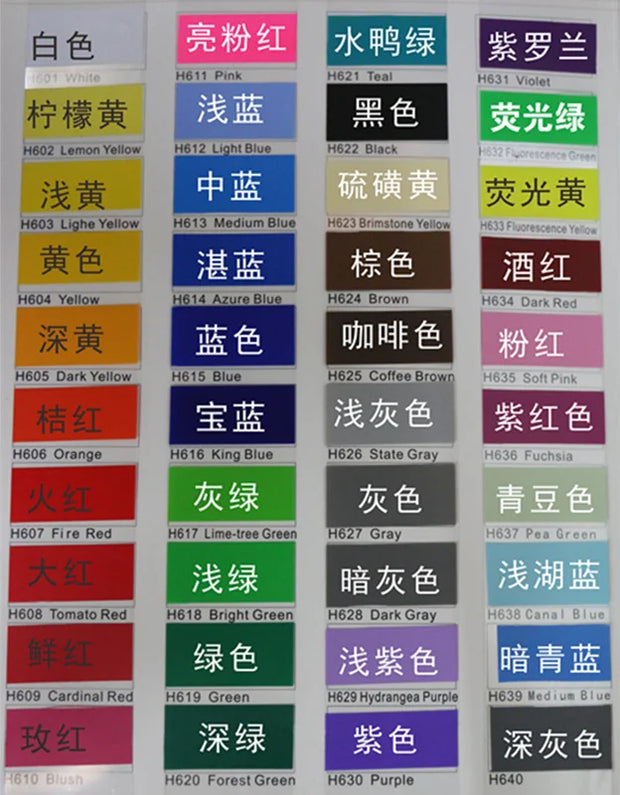 白色
H601 White
柠檬黄
H602 Lemon Yellow
浅黄
H603 Lighe Yellow
黄色
H604 Yellow
深黄
H605 Dark Yellow
桔红
H606 Orange
火红
H607 Fire Red
大红
H608 Tomato Red
鲜红
H609 Cardinal Red
玫红
H610 Blush
亮粉红
H611 Pink
浅蓝
H612 Light Blue
中蓝
H613 Medium Blue
湛蓝
H614 Azure Blue
蓝色
H615 Blue
宝蓝
H616 King Blue
灰绿
H617 Lime-tree Green
浅绿
H618 Bright Green
绿色
H619 Green
深绿
H620 Forest Green
水鸭绿
H621 Teal
黑色
H622 Black
硫磺黄
H623 Brimstone Yellow
棕色
H624 Brown
咖啡色
H625 Coffee Brown
浅灰色
H626 State Gray
灰色
H627 Gray
暗灰色
H628 Dark Gray
浅紫色
H629 Hydrangea Purple
紫色
H630 Purple
紫罗兰
H631 Violet
荧光绿
H632 Fluorescence Green
荧光黄
H633 Fluorescence Yellow
酒红
H634 Dark Red
粉红
H635 Soft Pink
紫红色
H636 Fuchsia
青豆色
H637 Pea Green
浅湖蓝
H638 Canal Blue
暗青蓝
H639 Medium Blue
深灰色
H640